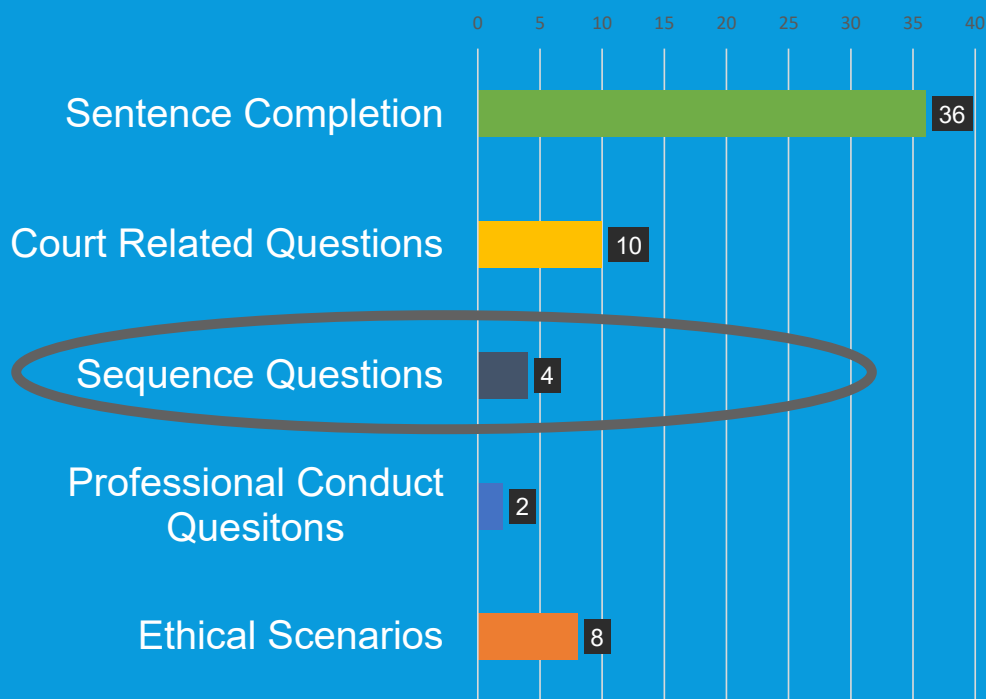 0 5 10 15 20 25 30 35 40
Sentence Completion 36
Court Related Questions 10
Sequence Questions 4
Professional Conduct
Quesitons 2
Ethical Scenarios 8